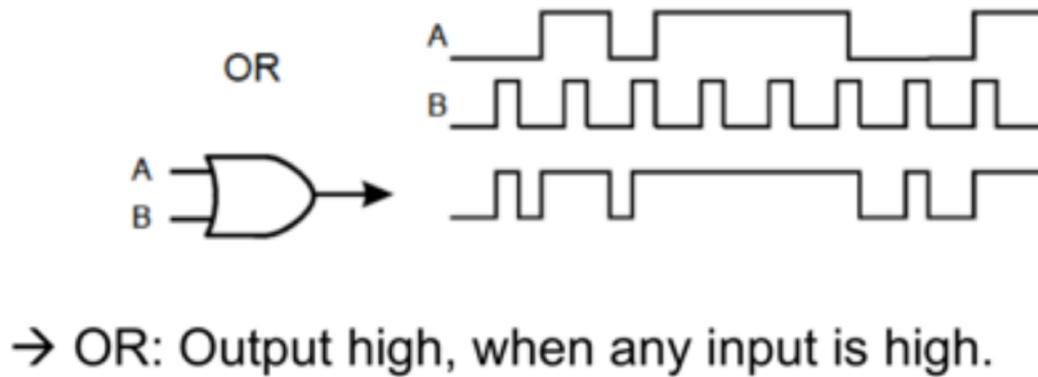 OR
A
B
A
B
→ OR: Output high, when any input is high.